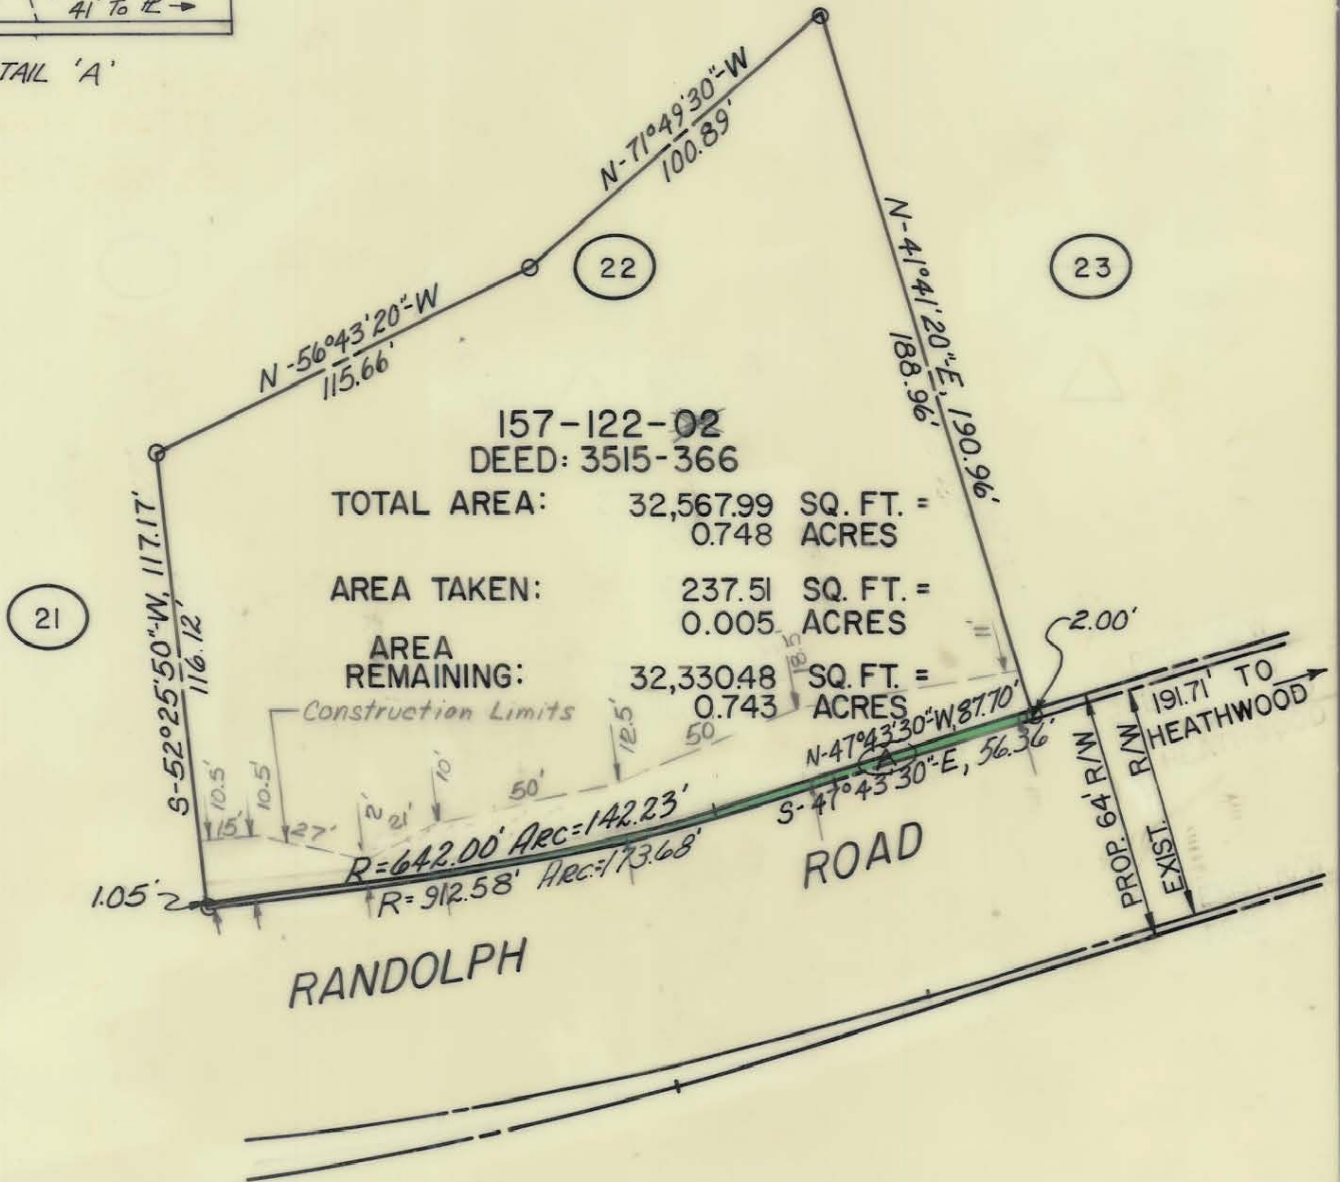 41' To ℄ →
TAIL 'A'
N-71°49'30"-W
100.89'
22
23
N-41°41'20"-E, 190.96'
188.96'
N-56°43'20"-W
115.66'
157-122-02
DEED: 3515-366
TOTAL AREA: 32,567.99 SQ. FT. =
0.748 ACRES
AREA TAKEN: 237.51 SQ. FT. =
0.005 ACRES
AREA
REMAINING: 32,330.48 SQ. FT. =
0.743 ACRES
S-52°25'50"-W, 117.17'
116.12'
21
Construction Limits
10.5'
10.5'
15'
27'
2'
21'
10'
50'
12.5'
50'
18.5'
11'
2.00'
N-47°43'30"-W, 87.70'
A
S-47°43'30"-E, 56.36'
R=642.00' ARC=142.23'
R=912.58' ARC=173.68'
1.05'
RANDOLPH
ROAD
PROP. 64' R/W
EXIST. R/W
191.71' TO
HEATHWOOD